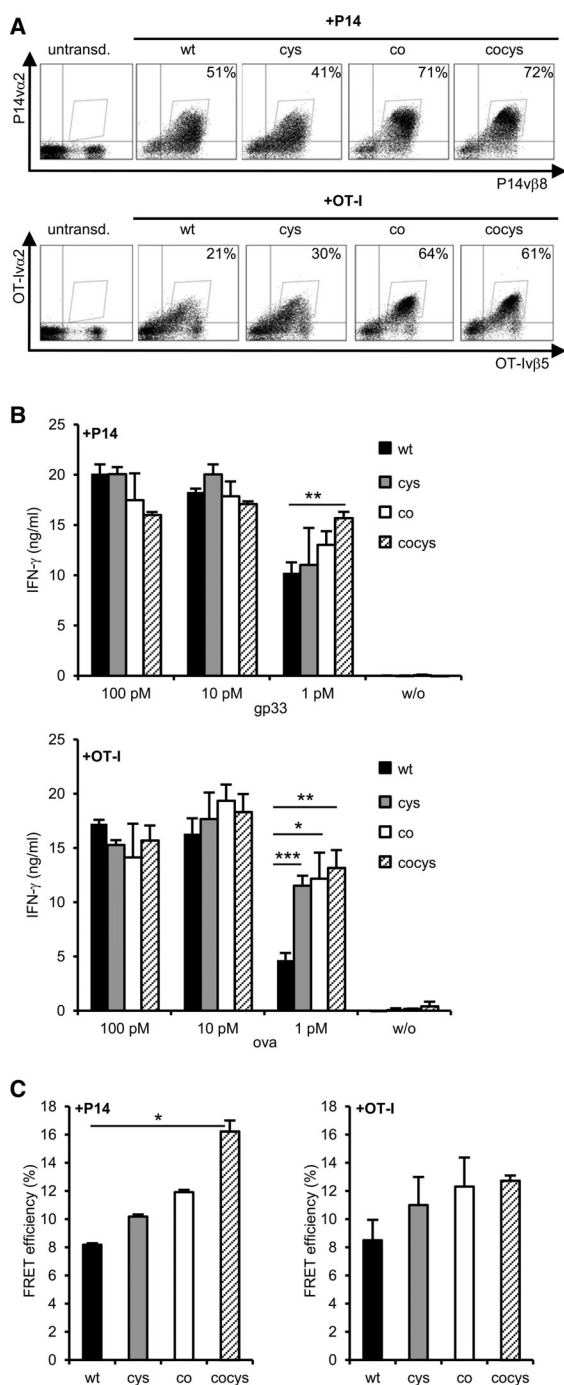 A
+P14
untransd. wt cys co cocys
51% 41% 71% 72%
P14vα2
P14vβ8
+OT-I
untransd. wt cys co cocys
21% 30% 64% 61%
OT-Ivα2
OT-Ivβ5
B
+P14
25
20
15
10
5
0
IFN-γ (ng/ml)
**
wt
cys
co
cocys
100 pM 10 pM 1 pM w/o
gp33
+OT-I
25
20
15
10
5
0
IFN-γ (ng/ml)
**
*
***
wt
cys
co
cocys
100 pM 10 pM 1 pM w/o
ova
C
+P14
*
18
16
14
12
10
8
6
4
2
0
FRET efficiency (%)
wt cys co cocys
+OT-I
18
16
14
12
10
8
6
4
2
0
FRET efficiency (%)
wt cys co cocys